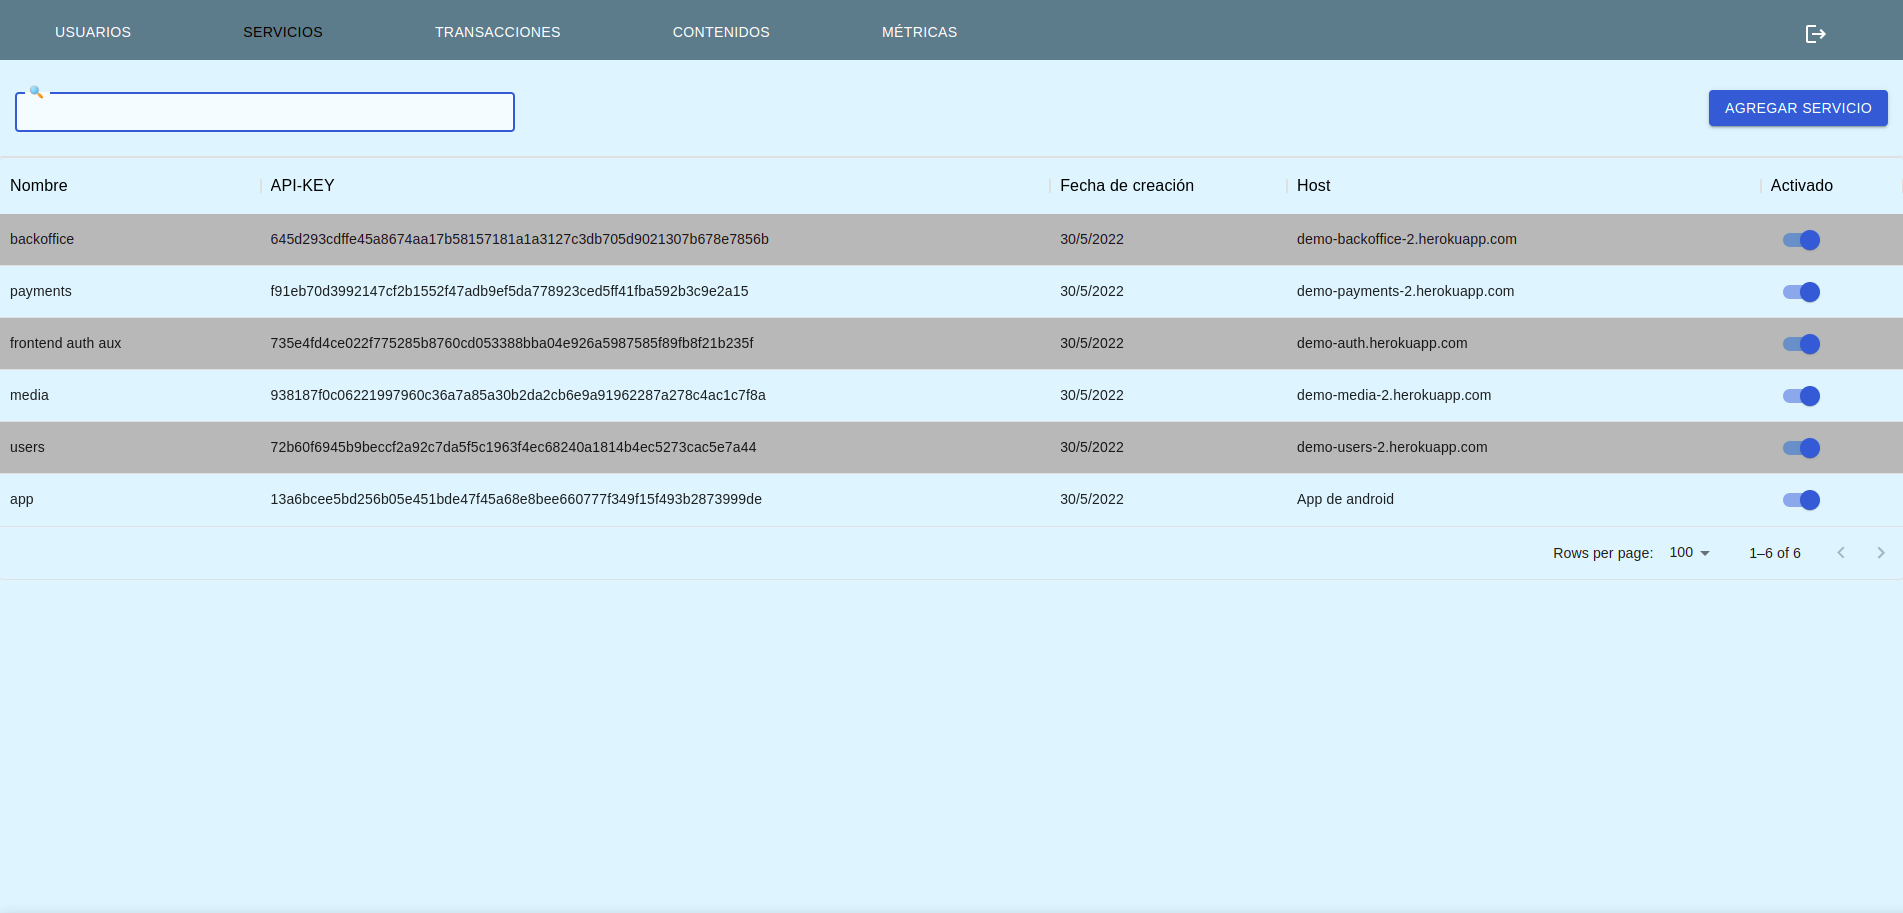 USUARIOS SERVICIOS TRANSACCIONES CONTENIDOS MÉTRICAS
AGREGAR SERVICIO
Nombre API-KEY Fecha de creación Host Activado
backoffice 645d293cdffe45a8674aa17b58157181a1a3127c3db705d9021307b678e7856b 30/5/2022 demo-backoffice-2.herokuapp.com
payments f91eb70d3992147cf2b1552f47adb9ef5da778923ced5ff41fba592b3c9e2a15 30/5/2022 demo-payments-2.herokuapp.com
frontend auth aux 735e4fd4ce022f775285b8760cd053388bba04e926a5987585f89fb8f21b235f 30/5/2022 demo-auth.herokuapp.com
media 938187f0c06221997960c36a7a85a30b2da2cb6e9a91962287a278c4ac1c7f8a 30/5/2022 demo-media-2.herokuapp.com
users 72b60f6945b9beccf2a92c7da5f5c1963f4ec68240a1814b4ec5273cac5e7a44 30/5/2022 demo-users-2.herokuapp.com
app 13a6bcee5bd256b05e451bde47f45a68e8bee660777f349f15f493b2873999de 30/5/2022 App de android
Rows per page: 100 1–6 of 6